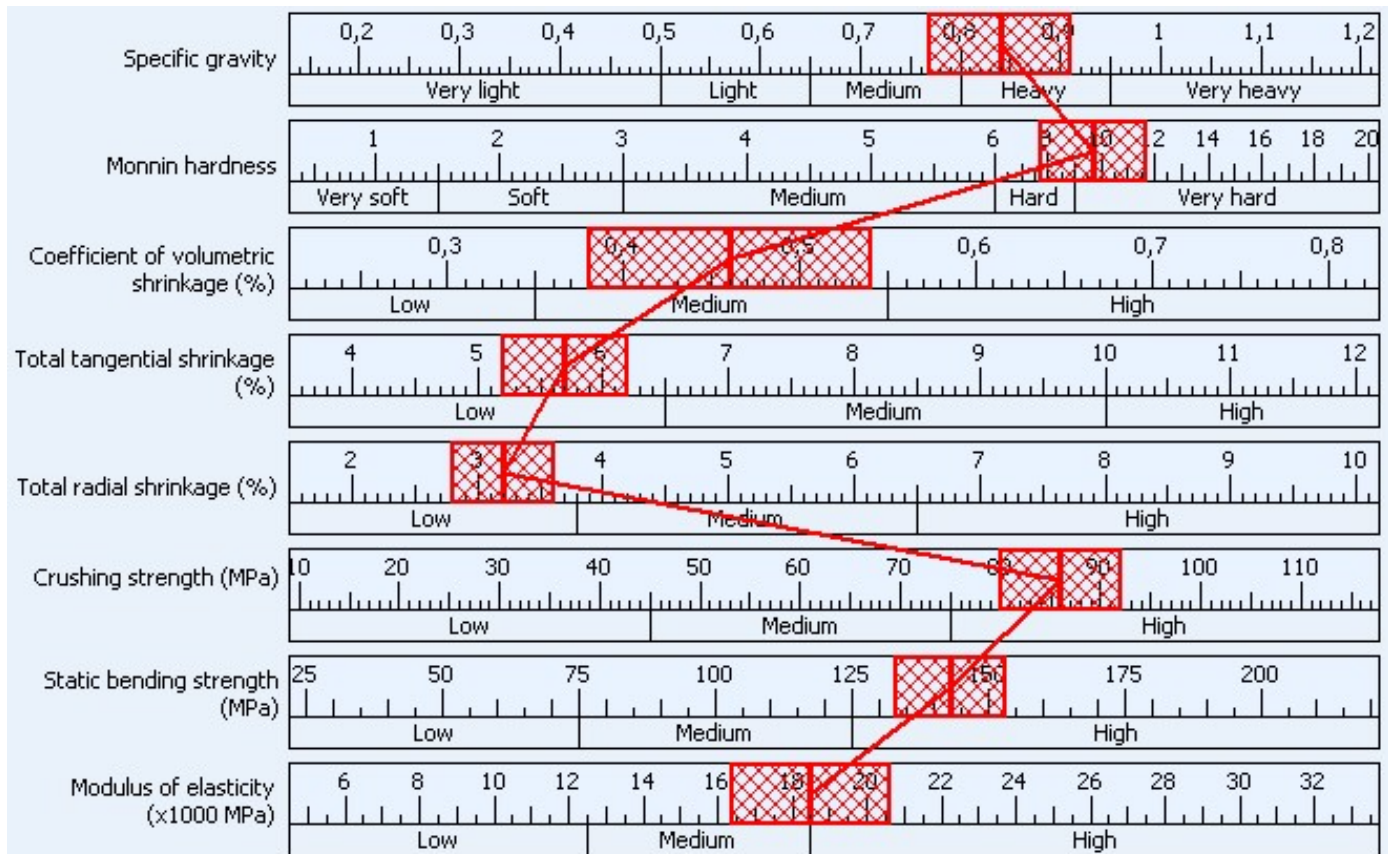 0,2 0,3 0,4 0,5 0,6 0,7 0,8 0,9 1 1,1 1,2
Specific gravity
Very light Light Medium Heavy Very heavy
1 2 3 4 5 6 8 10 12 14 16 18 20
Monnin hardness
Very soft Soft Medium Hard Very hard
0,3 0,4 0,5 0,6 0,7 0,8
Coefficient of volumetric
shrinkage (%)
Low Medium High
4 5 6 7 8 9 10 11 12
Total tangential shrinkage
(%)
Low Medium High
2 3 4 5 6 7 8 9 10
Total radial shrinkage (%)
Low Medium High
10 20 30 40 50 60 70 80 90 100 110
Crushing strength (MPa)
Low Medium High
25 50 75 100 125 150 175 200
Static bending strength
(MPa)
Low Medium High
6 8 10 12 14 16 18 20 22 24 26 28 30 32
Modulus of elasticity
(x1000 MPa)
Low Medium High